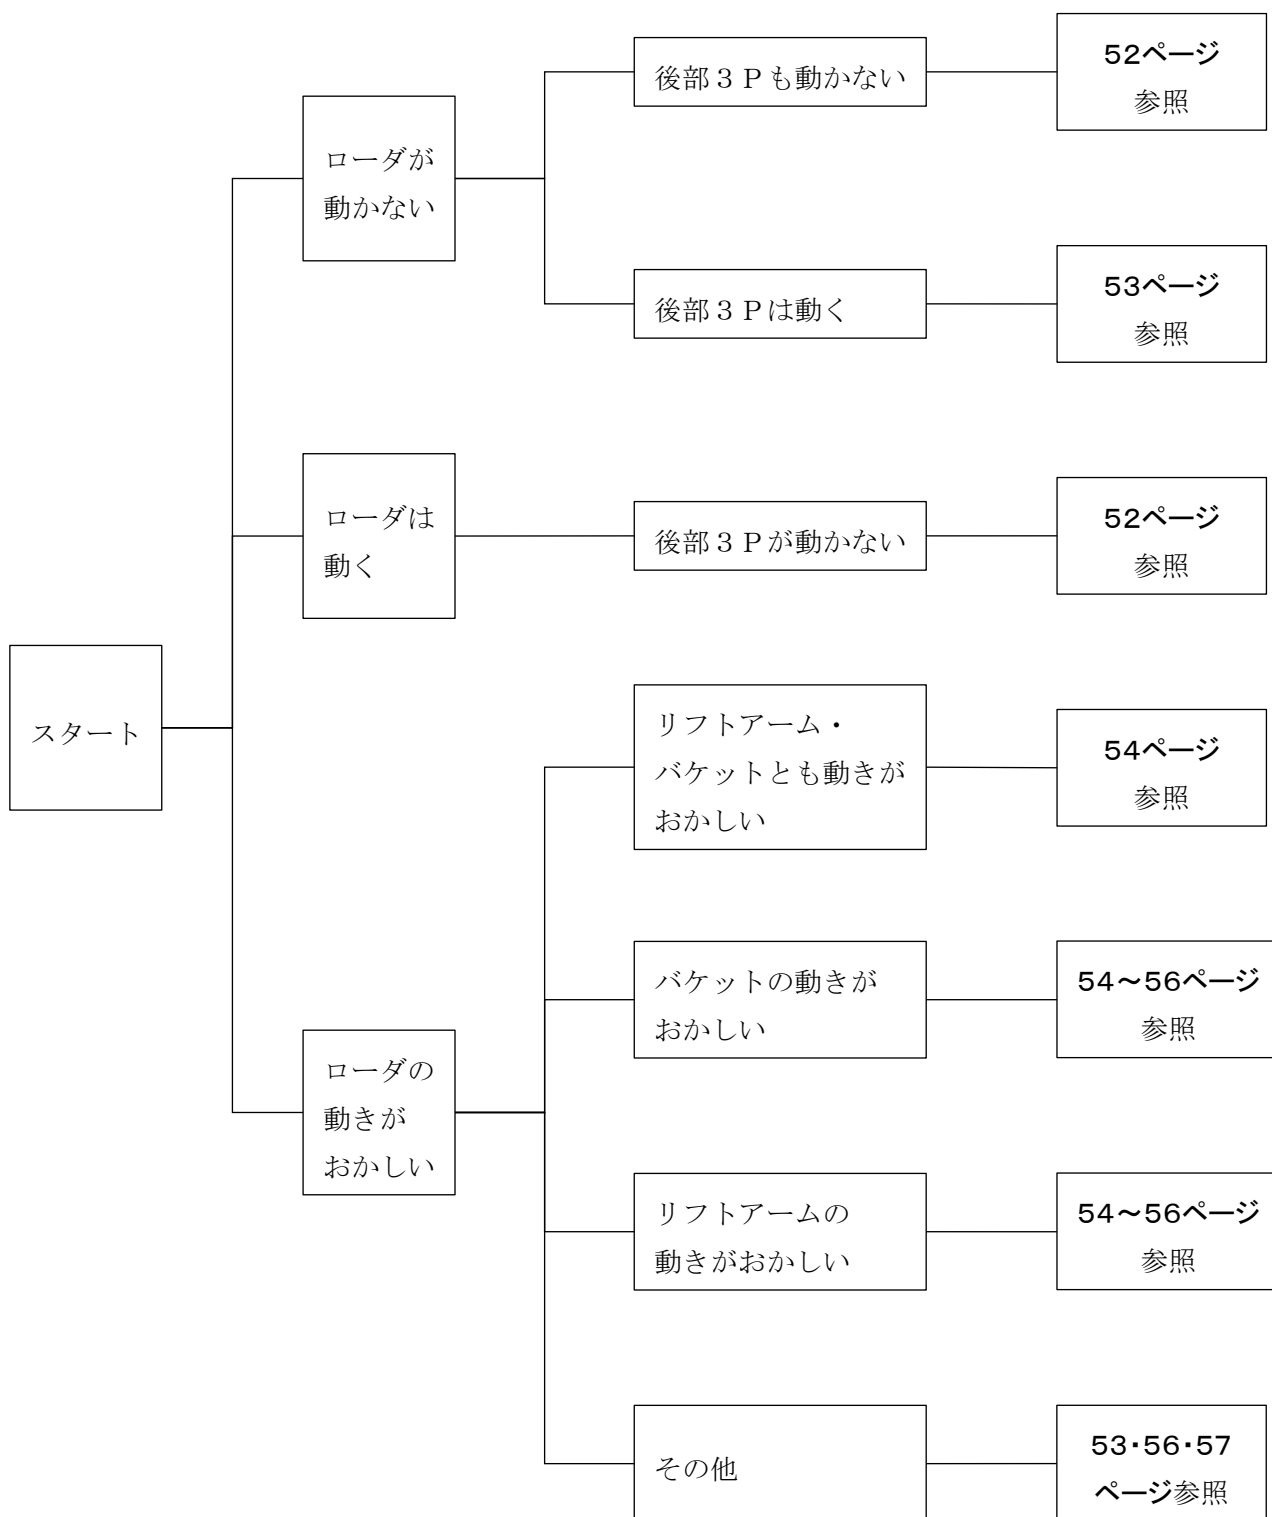 スタート
ローダが
動かない
後部３Ｐも動かない
52ページ
参照
後部３Ｐは動く
53ページ
参照
ローダは
動く
後部３Ｐが動かない
52ページ
参照
ローダの
動きが
おかしい
リフトアーム・
バケットとも動きが
おかしい
54ページ
参照
バケットの動きが
おかしい
54～56ページ
参照
リフトアームの
動きがおかしい
54～56ページ
参照
その他
53・56・57
ページ参照